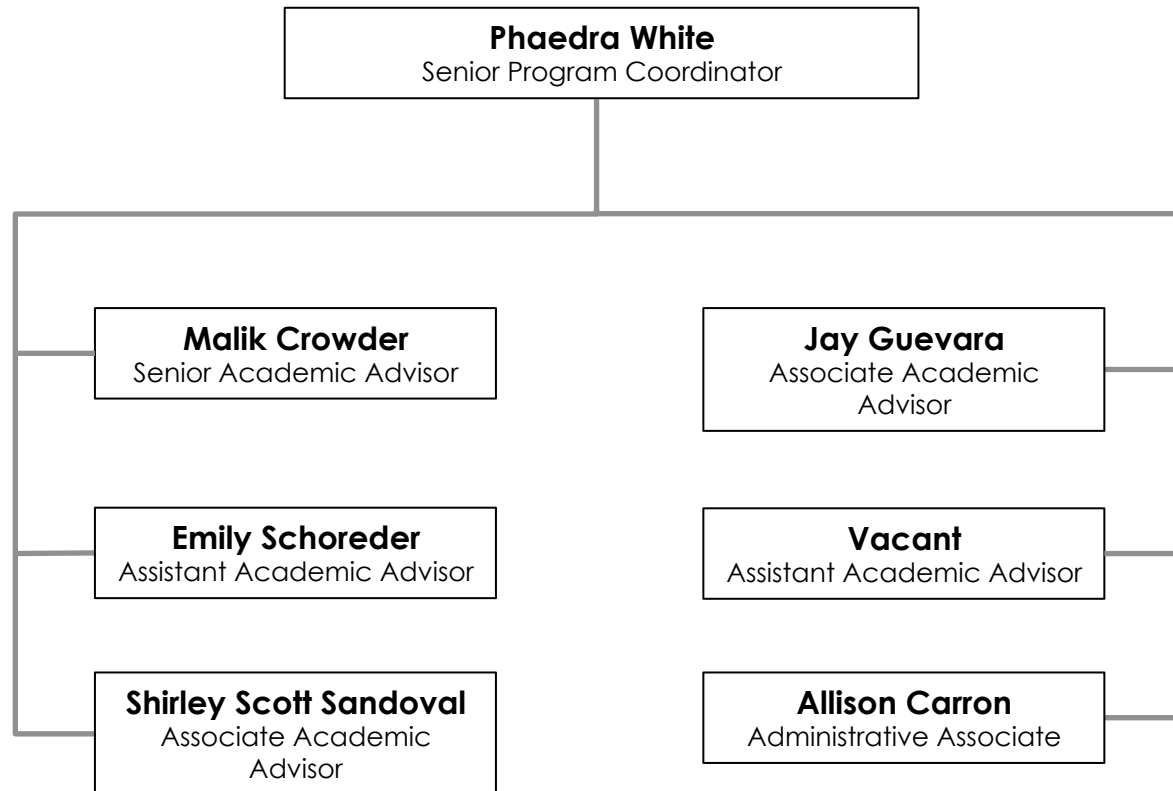 Phaedra White
Senior Program Coordinator
Malik Crowder
Senior Academic Advisor
Jay Guevara
Associate Academic
Advisor
Emily Schoreder
Assistant Academic Advisor
Vacant
Assistant Academic Advisor
Shirley Scott Sandoval
Associate Academic
Advisor
Allison Carron
Administrative Associate